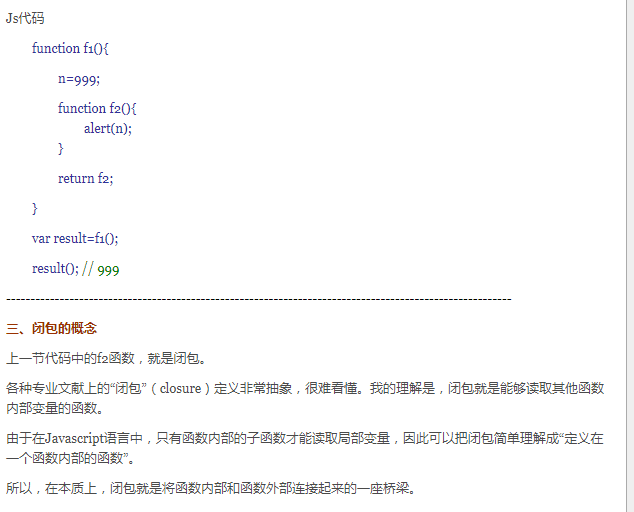 Js代码
function f1(){
n=999;
function f2(){
alert(n);
}
return f2;
}
var result=f1();
result(); // 999
--------------------------------------------------------------------------------------------------------
三、闭包的概念
上一节代码中的f2函数，就是闭包。
各种专业文献上的“闭包”（closure）定义非常抽象，很难看懂。我的理解是，闭包就是能够读取其他函数
内部变量的函数。
由于在Javascript语言中，只有函数内部的子函数才能读取局部变量，因此可以把闭包简单理解成“定义在
一个函数内部的函数”。
所以，在本质上，闭包就是将函数内部和函数外部连接起来的一座桥梁。